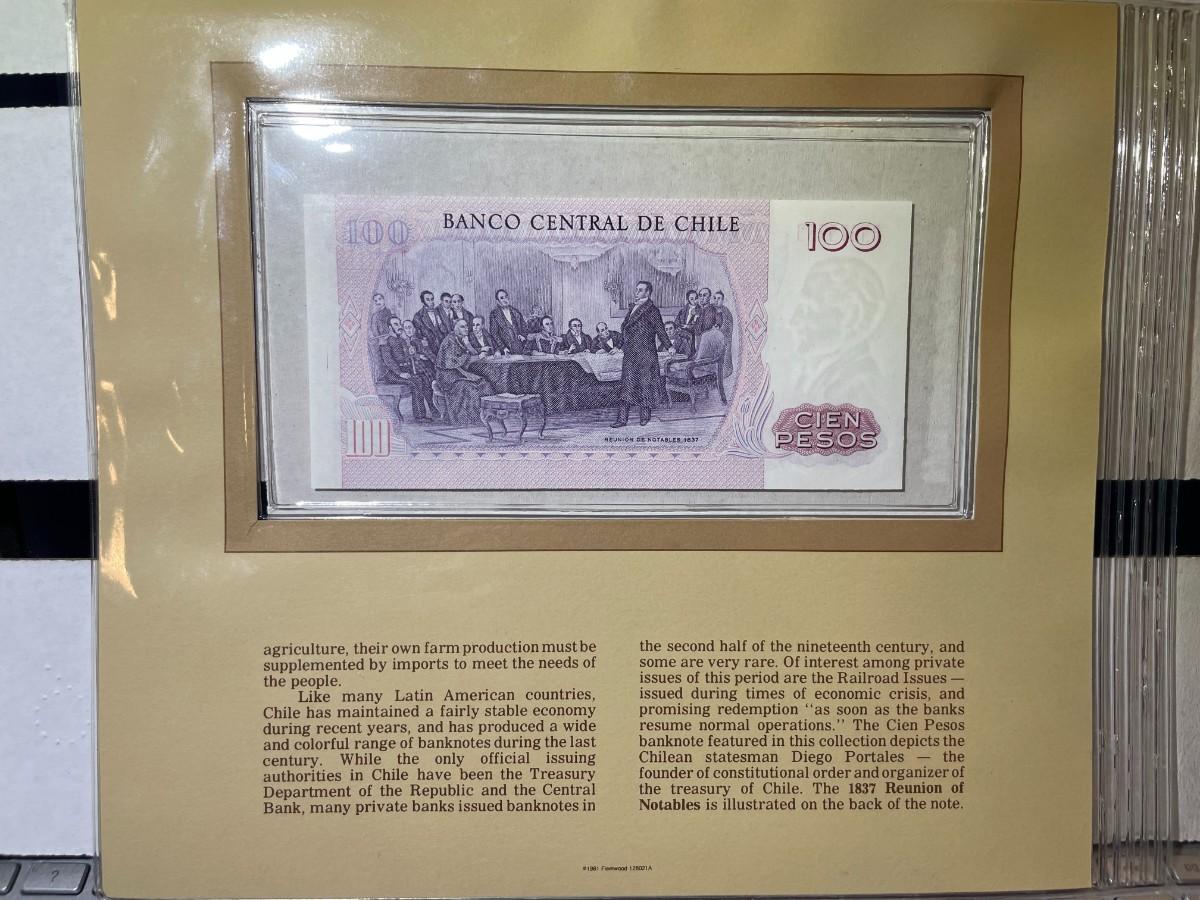 100
BANCO CENTRAL DE CHILE
100
100
REUNION DE NOTABLES 1837
CIEN
PESOS
agriculture, their own farm production must be
supplemented by imports to meet the needs of
the people.
Like many Latin American countries,
Chile has maintained a fairly stable economy
during recent years, and has produced a wide
and colorful range of banknotes during the last
century. While the only official issuing
authorities in Chile have been the Treasury
Department of the Republic and the Central
Bank, many private banks issued banknotes in
the second half of the nineteenth century, and
some are very rare. Of interest among private
issues of this period are the Railroad Issues —
issued during times of economic crisis, and
promising redemption "as soon as the banks
resume normal operations." The Cien Pesos
banknote featured in this collection depicts the
Chilean statesman Diego Portales — the
founder of constitutional order and organizer of
the treasury of Chile. The 1837 Reunion of
Notables is illustrated on the back of the note.
©1981 Fleetwood 128021A
?